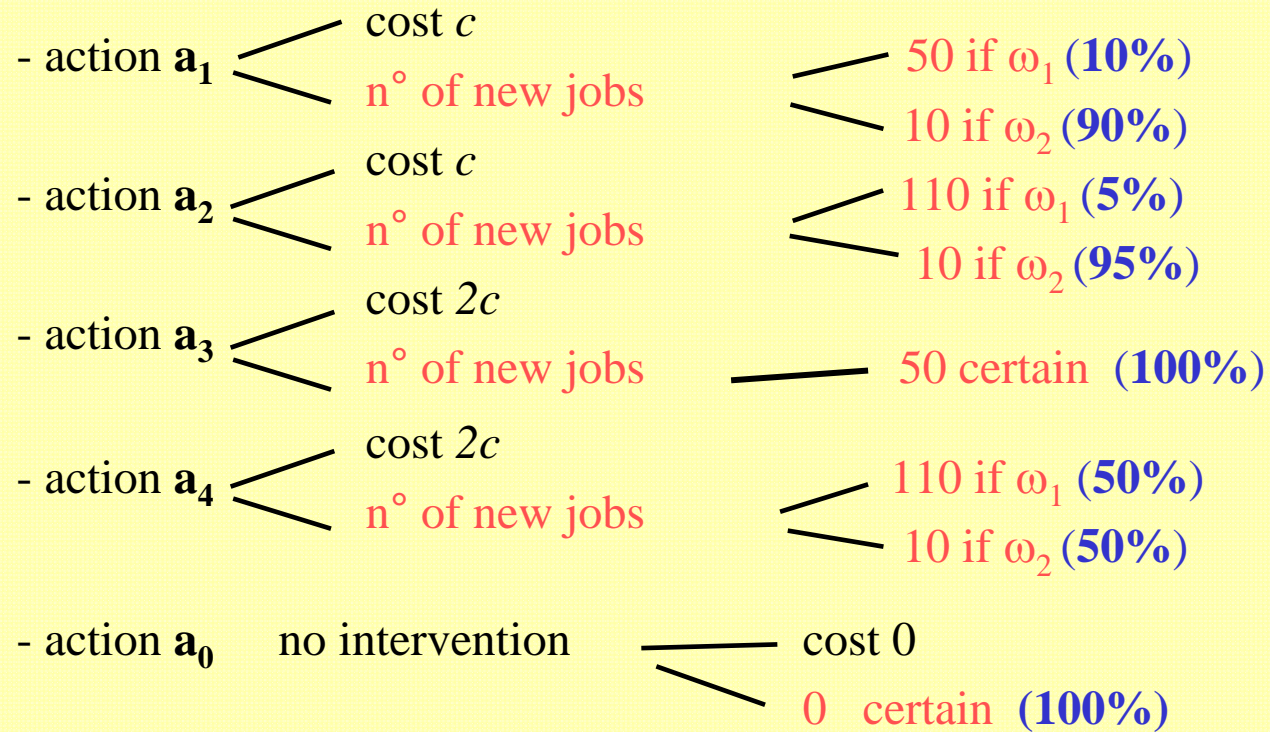 - action a₁
cost c
n° of new jobs
50 if ω₁ (10%)
10 if ω₂ (90%)
- action a₂
cost c
n° of new jobs
110 if ω₁ (5%)
10 if ω₂ (95%)
- action a₃
cost 2c
n° of new jobs
50 certain (100%)
- action a₄
cost 2c
n° of new jobs
110 if ω₁ (50%)
10 if ω₂ (50%)
- action a₀ no intervention
cost 0
0 certain (100%)